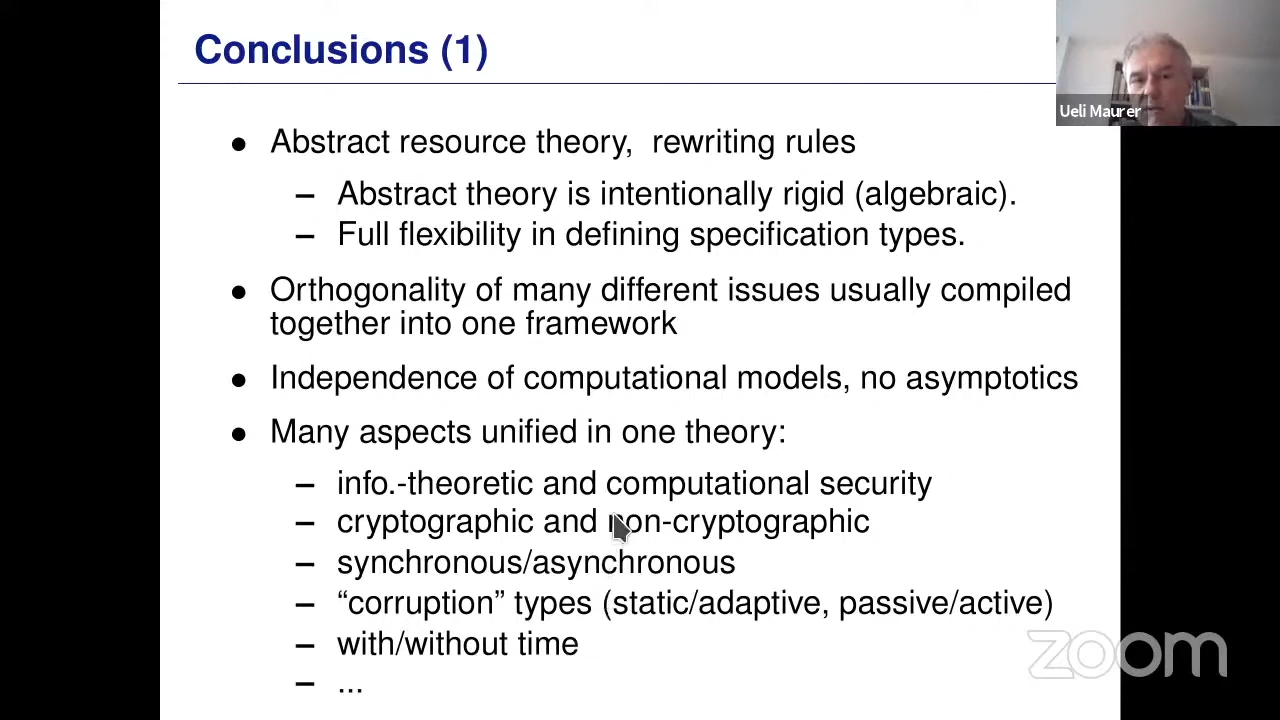 Conclusions (1)
Ueli Maurer
● Abstract resource theory, rewriting rules
– Abstract theory is intentionally rigid (algebraic).
– Full flexibility in defining specification types.
● Orthogonality of many different issues usually compiled
together into one framework
● Independence of computational models, no asymptotics
● Many aspects unified in one theory:
– info.-theoretic and computational security
– cryptographic and non-cryptographic
– synchronous/asynchronous
– “corruption” types (static/adaptive, passive/active)
– with/without time
– ...
zoom